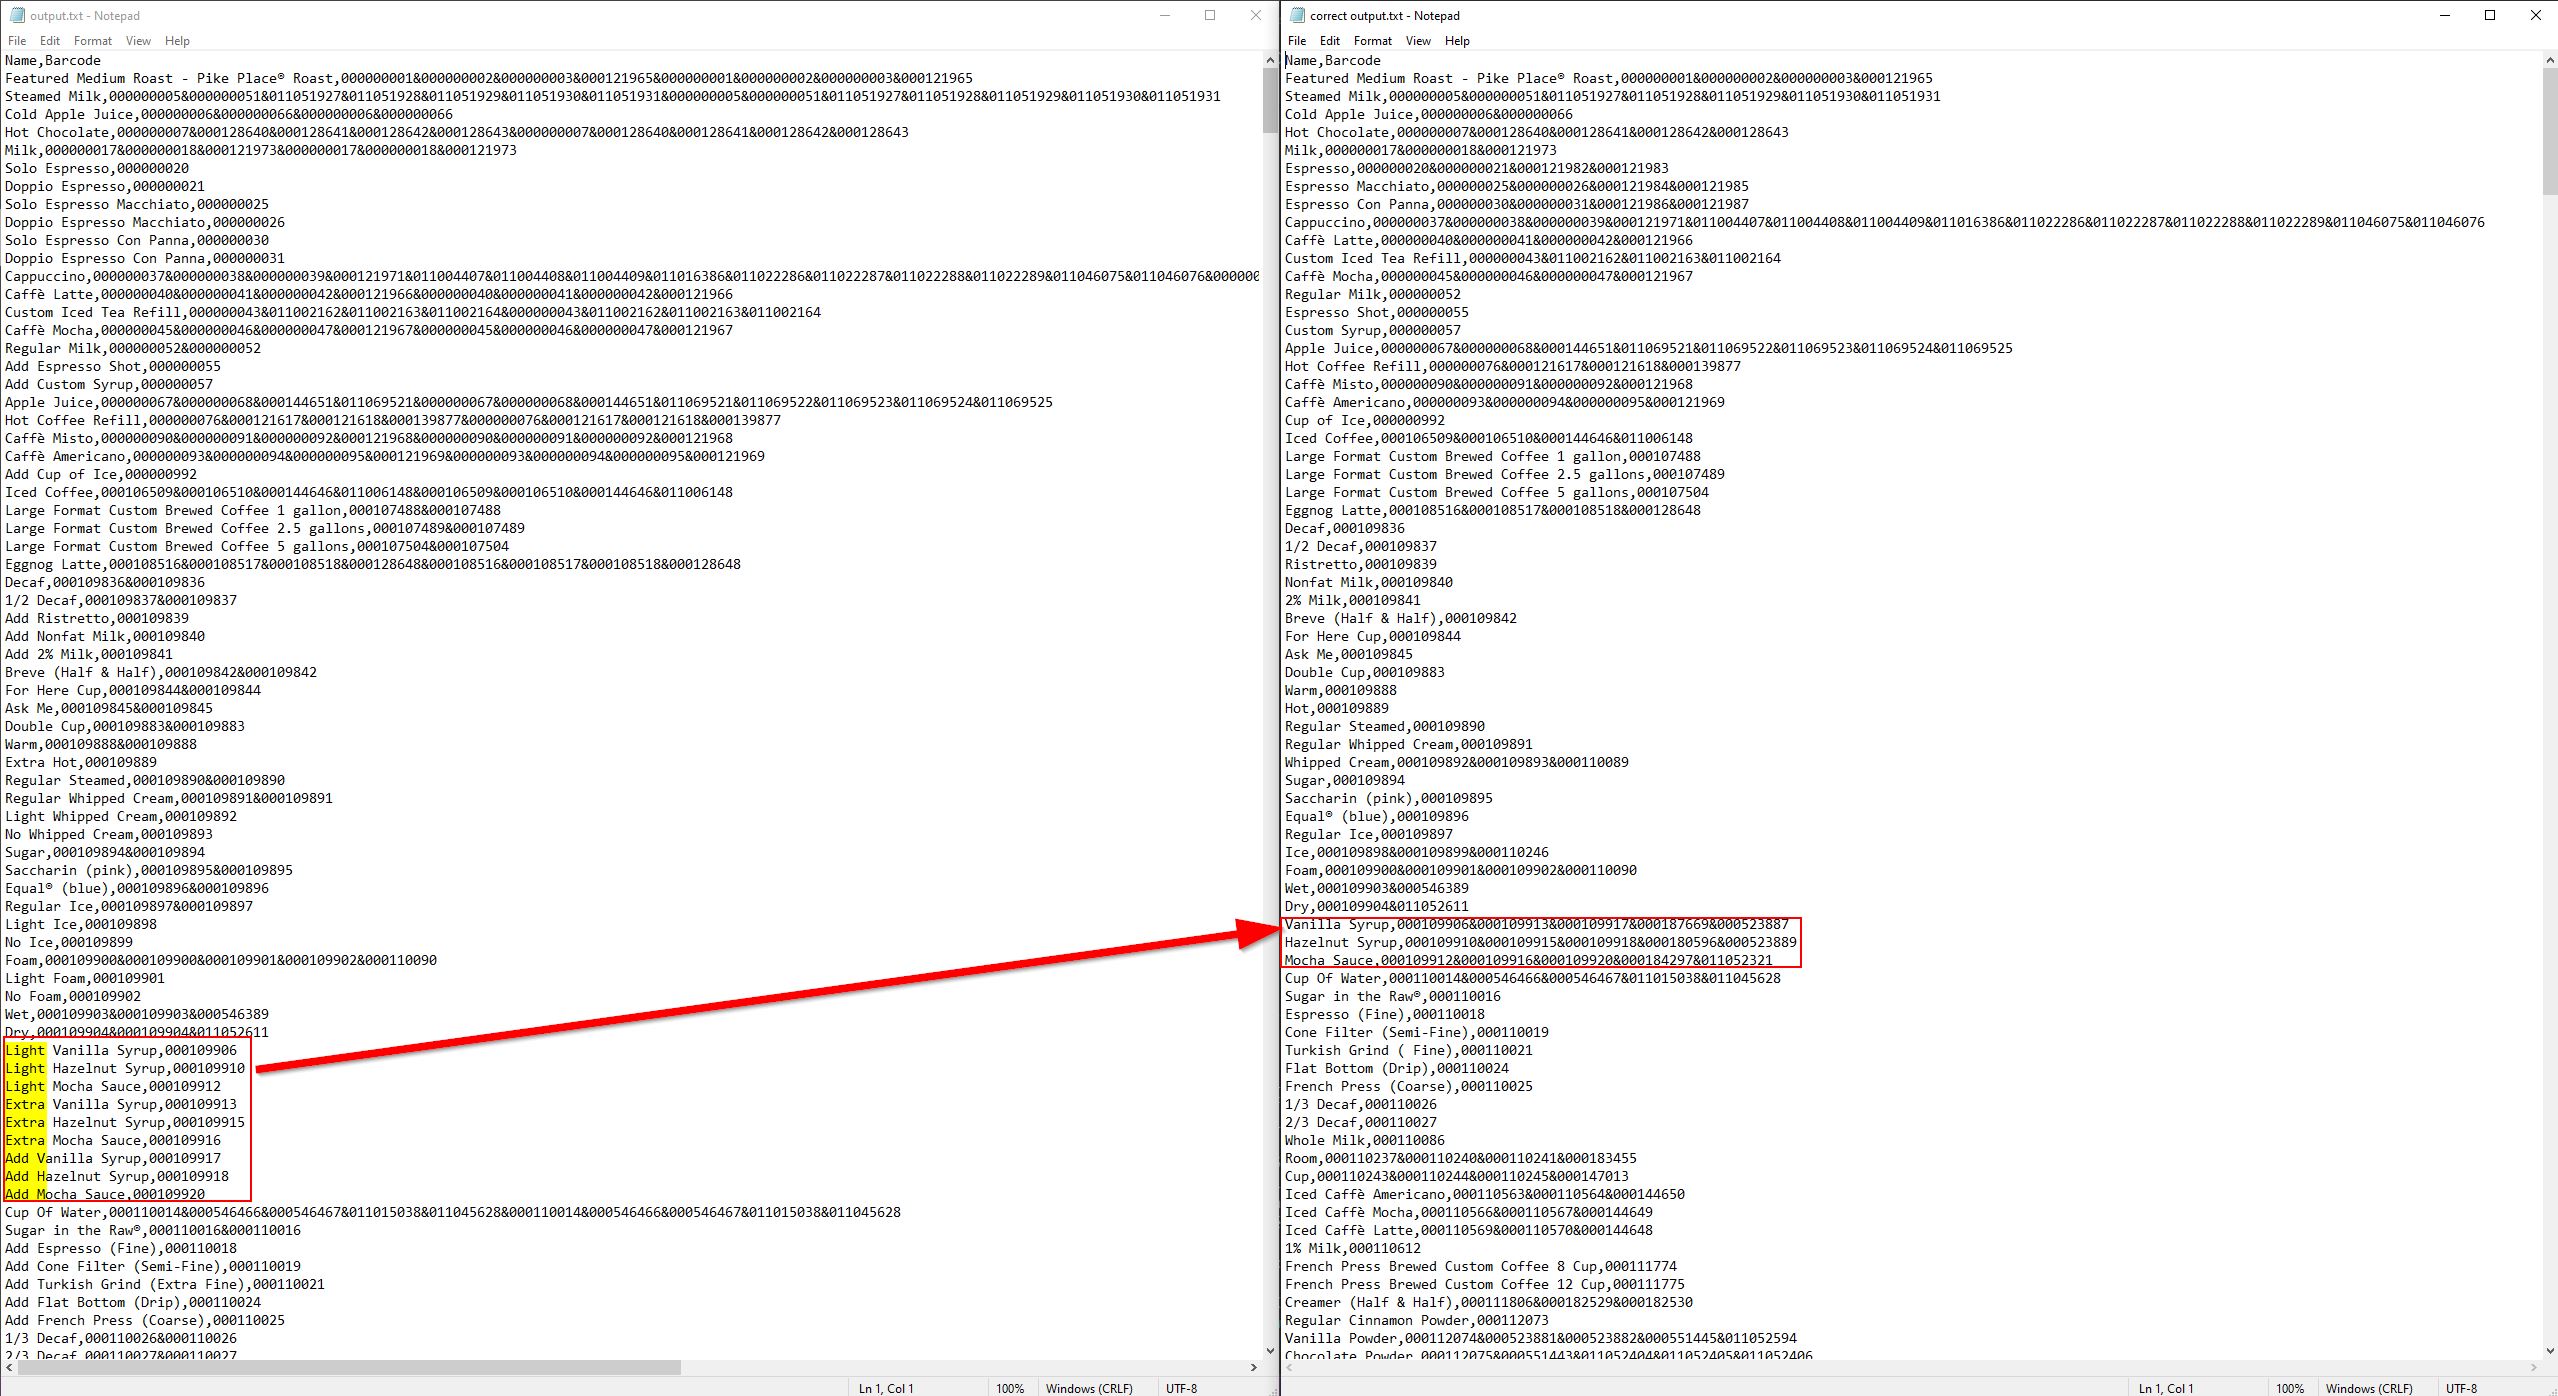 output.txt - Notepad
File Edit Format View Help
Name,Barcode
Featured Medium Roast - Pike Place® Roast,000000001&000000002&000000003&000121965&000000001&000000002&000000003&000121965
Steamed Milk,000000005&000000051&011051927&011051928&011051929&011051930&011051931&000000005&000000051&011051927&011051928&011051929&011051930&011051931
Cold Apple Juice,000000006&000000066&000000006&000000066
Hot Chocolate,000000007&000128640&000128641&000128642&000128643&000000007&000128640&000128641&000128642&000128643
Milk,000000017&000000018&000121973&000000017&000000018&000121973
Solo Espresso,000000020
Doppio Espresso,000000021
Solo Espresso Macchiato,000000025
Doppio Espresso Macchiato,000000026
Solo Espresso Con Panna,000000030
Doppio Espresso Con Panna,000000031
Cappuccino,000000037&000000038&000000039&000121971&011004407&011004408&011004409&011016386&011022286&011022287&011022288&011022289&011046075&011046076&000000
Caffè Latte,000000040&000000041&000000042&000121966&000000040&000000041&000000042&000121966
Custom Iced Tea Refill,000000043&011002162&011002163&011002164&000000043&011002162&011002163&011002164
Caffè Mocha,000000045&000000046&000000047&000121967&000000045&000000046&000000047&000121967
Regular Milk,000000052&000000052
Add Espresso Shot,000000055
Add Custom Syrup,000000057
Apple Juice,000000067&000000068&000144651&011069521&000000067&000000068&000144651&011069521&011069522&011069523&011069524&011069525
Hot Coffee Refill,000000076&000121617&000121618&000139877&000000076&000121617&000121618&000139877
Caffè Misto,000000090&000000091&000000092&000121968&000000090&000000091&000000092&000121968
Caffè Americano,000000093&000000094&000000095&000121969&000000093&000000094&000000095&000121969
Add Cup of Ice,000000992
Iced Coffee,000106509&000106510&000144646&011006148&000106509&000106510&000144646&011006148
Large Format Custom Brewed Coffee 1 gallon,000107488&000107488
Large Format Custom Brewed Coffee 2.5 gallons,000107489&000107489
Large Format Custom Brewed Coffee 5 gallons,000107504&000107504
Eggnog Latte,000108516&000108517&000108518&000128648&000108516&000108517&000108518&000128648
Decaf,000109836&000109836
1/2 Decaf,000109837&000109837
Add Ristretto,000109839
Add Nonfat Milk,000109840
Add 2% Milk,000109841
Breve (Half & Half),000109842&000109842
For Here Cup,000109844&000109844
Ask Me,000109845&000109845
Double Cup,000109883&000109883
Warm,000109888&000109888
Extra Hot,000109889
Regular Steamed,000109890&000109890
Regular Whipped Cream,000109891&000109891
Light Whipped Cream,000109892
No Whipped Cream,000109893
Sugar,000109894&000109894
Saccharin (pink),000109895&000109895
Equal® (blue),000109896&000109896
Regular Ice,000109897&000109897
Light Ice,000109898
No Ice,000109899
Foam,000109900&000109900&000109901&000109902&000110090
Light Foam,000109901
No Foam,000109902
Wet,000109903&000109903&000546389
Dry,000109904&000109904&011052611
Light Vanilla Syrup,000109906
Light Hazelnut Syrup,000109910
Light Mocha Sauce,000109912
Extra Vanilla Syrup,000109913
Extra Hazelnut Syrup,000109915
Extra Mocha Sauce,000109916
Add Vanilla Syrup,000109917
Add Hazelnut Syrup,000109918
Add Mocha Sauce,000109920
Cup Of Water,000110014&000546466&000546467&011015038&011045628&000110014&000546466&000546467&011015038&011045628
Sugar in the Raw®,000110016&000110016
Add Espresso (Fine),000110018
Add Cone Filter (Semi-Fine),000110019
Add Turkish Grind (Extra Fine),000110021
Add Flat Bottom (Drip),000110024
Add French Press (Coarse),000110025
1/3 Decaf,000110026&000110026
2/3 Decaf,000110027&000110027
Ln 1, Col 1 100% Windows (CRLF) UTF-8
correct output.txt - Notepad
File Edit Format View Help
Name,Barcode
Featured Medium Roast - Pike Place® Roast,000000001&000000002&000000003&000121965
Steamed Milk,000000005&000000051&011051927&011051928&011051929&011051930&011051931
Cold Apple Juice,000000006&000000066
Hot Chocolate,000000007&000128640&000128641&000128642&000128643
Milk,000000017&000000018&000121973
Espresso,000000020&000000021&000121982&000121983
Espresso Macchiato,000000025&000000026&000121984&000121985
Espresso Con Panna,000000030&000000031&000121986&000121987
Cappuccino,000000037&000000038&000000039&000121971&011004407&011004408&011004409&011016386&011022286&011022287&011022288&011022289&011046075&011046076
Caffè Latte,000000040&000000041&000000042&000121966
Custom Iced Tea Refill,000000043&011002162&011002163&011002164
Caffè Mocha,000000045&000000046&000000047&000121967
Regular Milk,000000052
Espresso Shot,000000055
Custom Syrup,000000057
Apple Juice,000000067&000000068&000144651&011069521&011069522&011069523&011069524&011069525
Hot Coffee Refill,000000076&000121617&000121618&000139877
Caffè Misto,000000090&000000091&000000092&000121968
Caffè Americano,000000093&000000094&000000095&000121969
Cup of Ice,000000992
Iced Coffee,000106509&000106510&000144646&011006148
Large Format Custom Brewed Coffee 1 gallon,000107488
Large Format Custom Brewed Coffee 2.5 gallons,000107489
Large Format Custom Brewed Coffee 5 gallons,000107504
Eggnog Latte,000108516&000108517&000108518&000128648
Decaf,000109836
1/2 Decaf,000109837
Ristretto,000109839
Nonfat Milk,000109840
2% Milk,000109841
Breve (Half & Half),000109842
For Here Cup,000109844
Ask Me,000109845
Double Cup,000109883
Warm,000109888
Hot,000109889
Regular Steamed,000109890
Regular Whipped Cream,000109891
Whipped Cream,000109892&000109893&000110089
Sugar,000109894
Saccharin (pink),000109895
Equal® (blue),000109896
Regular Ice,000109897
Ice,000109898&000109899&000110246
Foam,000109900&000109901&000109902&000110090
Wet,000109903&000546389
Dry,000109904&011052611
Vanilla Syrup,000109906&000109913&000109917&000187669&000523887
Hazelnut Syrup,000109910&000109915&000109918&000180596&000523889
Mocha Sauce,000109912&000109916&000109920&000184297&011052321
Cup Of Water,000110014&000546466&000546467&011015038&011045628
Sugar in the Raw®,000110016
Espresso (Fine),000110018
Cone Filter (Semi-Fine),000110019
Turkish Grind ( Fine),000110021
Flat Bottom (Drip),000110024
French Press (Coarse),000110025
1/3 Decaf,000110026
2/3 Decaf,000110027
Whole Milk,000110086
Room,000110237&000110240&000110241&000183455
Cup,000110243&000110244&000110245&000147013
Iced Caffè Americano,000110563&000110564&000144650
Iced Caffè Mocha,000110566&000110567&000144649
Iced Caffè Latte,000110569&000110570&000144648
1% Milk,000110612
French Press Brewed Custom Coffee 8 Cup,000111774
French Press Brewed Custom Coffee 12 Cup,000111775
Creamer (Half & Half),000111806&000182529&000182530
Regular Cinnamon Powder,000112073
Vanilla Powder,000112074&000523881&000523882&000551445&011052594
Chocolate Powder,000112075&000551443&011052404&011052405&011052406
Ln 1, Col 1 100% Windows (CRLF) UTF-8